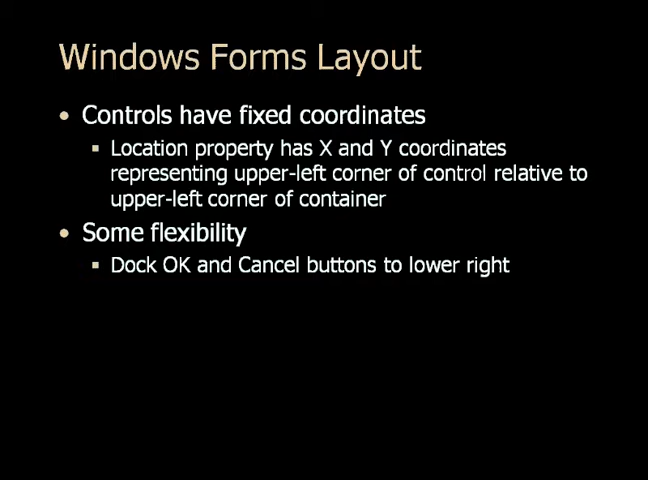 Windows Forms Layout
• Controls have fixed coordinates
▪ Location property has X and Y coordinates
representing upper-left corner of control relative to
upper-left corner of container
• Some flexibility
▪ Dock OK and Cancel buttons to lower right